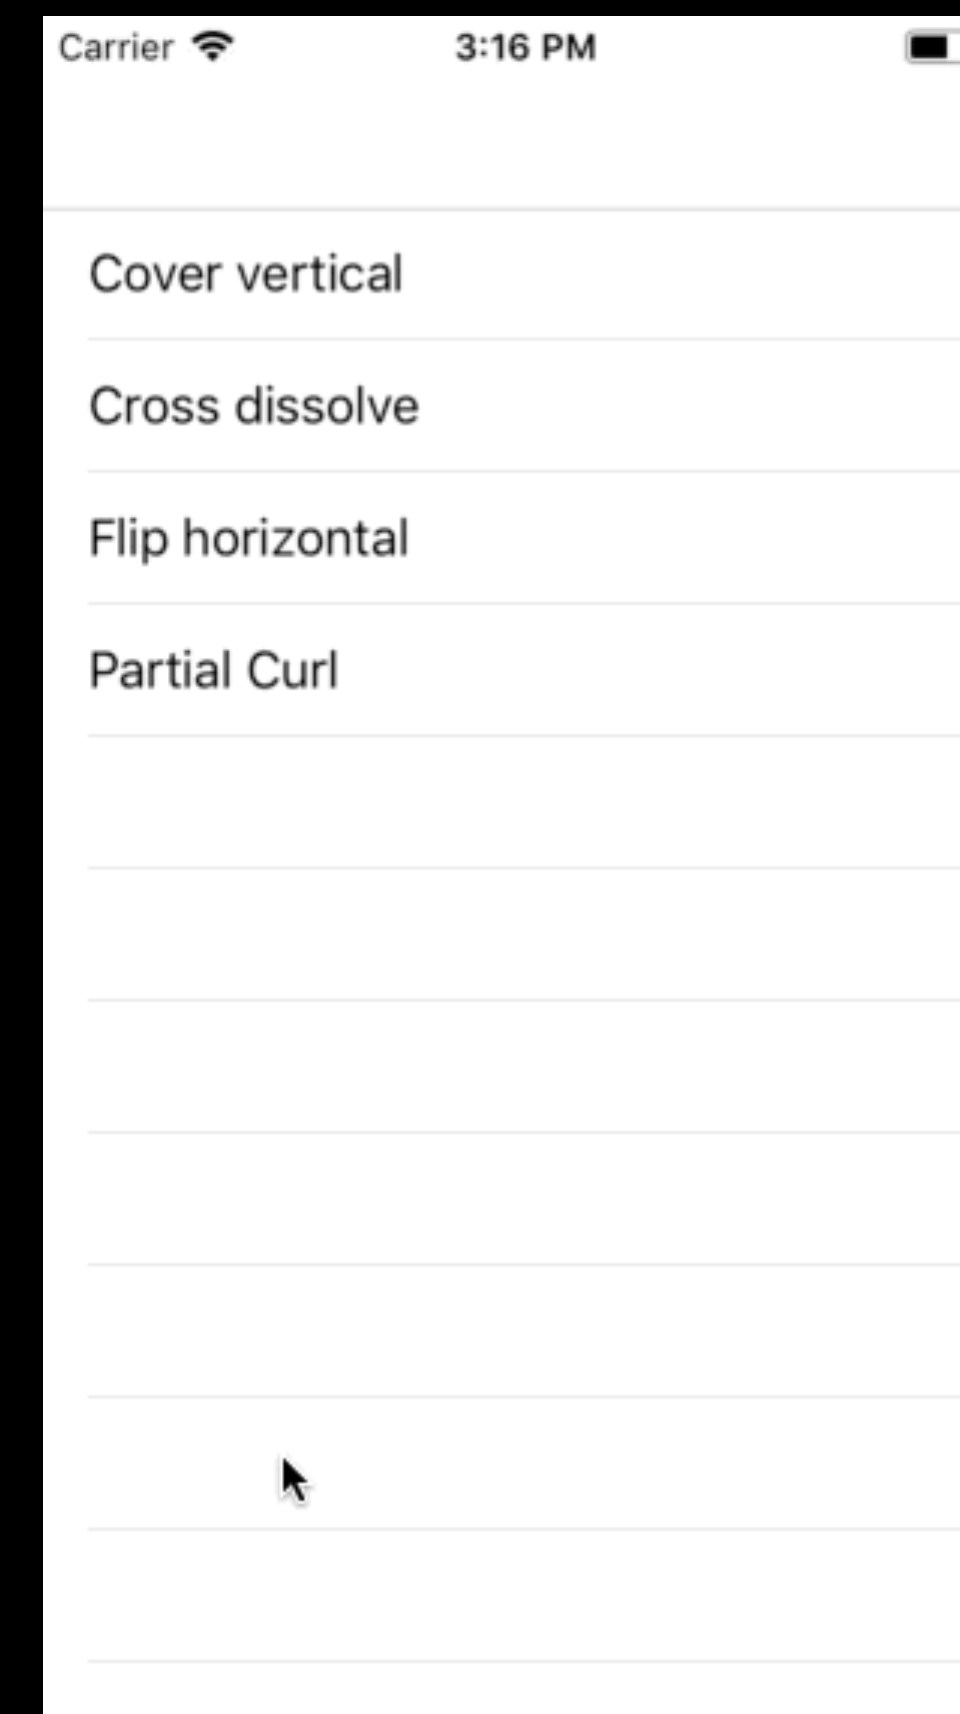 Carrier 3:16 PM
Cover vertical
Cross dissolve
Flip horizontal
Partial Curl